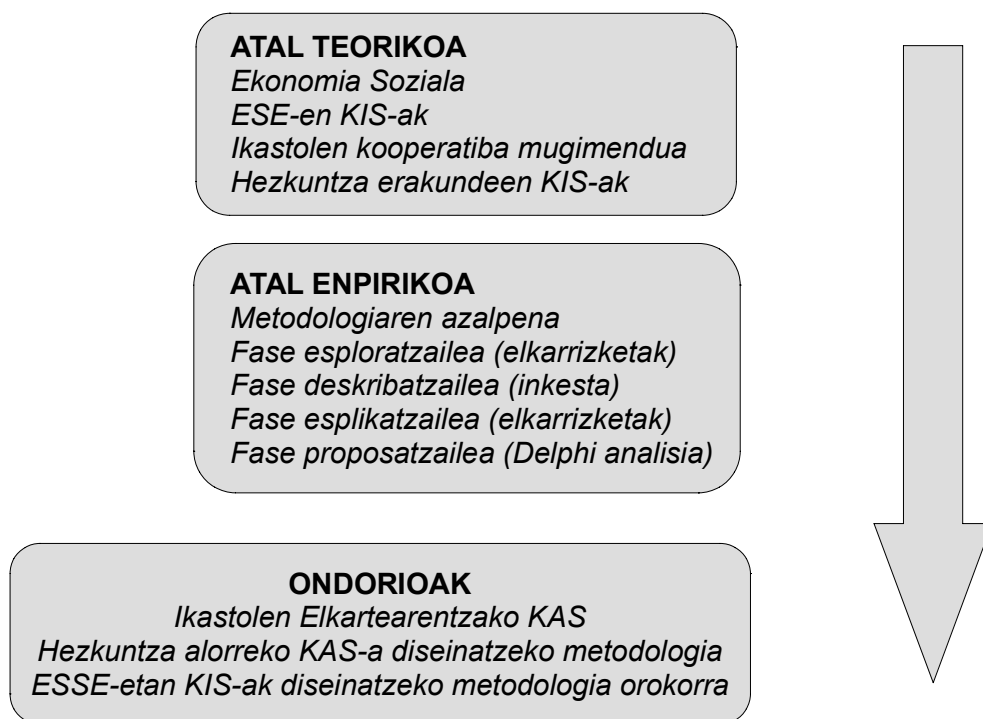 ATAL TEORIKOA
Ekonomia Soziala
ESE-en KIS-ak
Ikastolen kooperatiba mugimendua
Hezkuntza erakundeen KIS-ak
ATAL ENPIRIKOA
Metodologiaren azalpena
Fase esploratzailea (elkarrizketak)
Fase deskribatzailea (inkesta)
Fase esplikatzailea (elkarrizketak)
Fase proposatzailea (Delphi analisia)
ONDORIOAK
Ikastolen Elkartearentzako KAS
Hezkuntza alorreko KAS-a diseinatzeko metodologia
ESSE-etan KIS-ak diseinatzeko metodologia orokorra